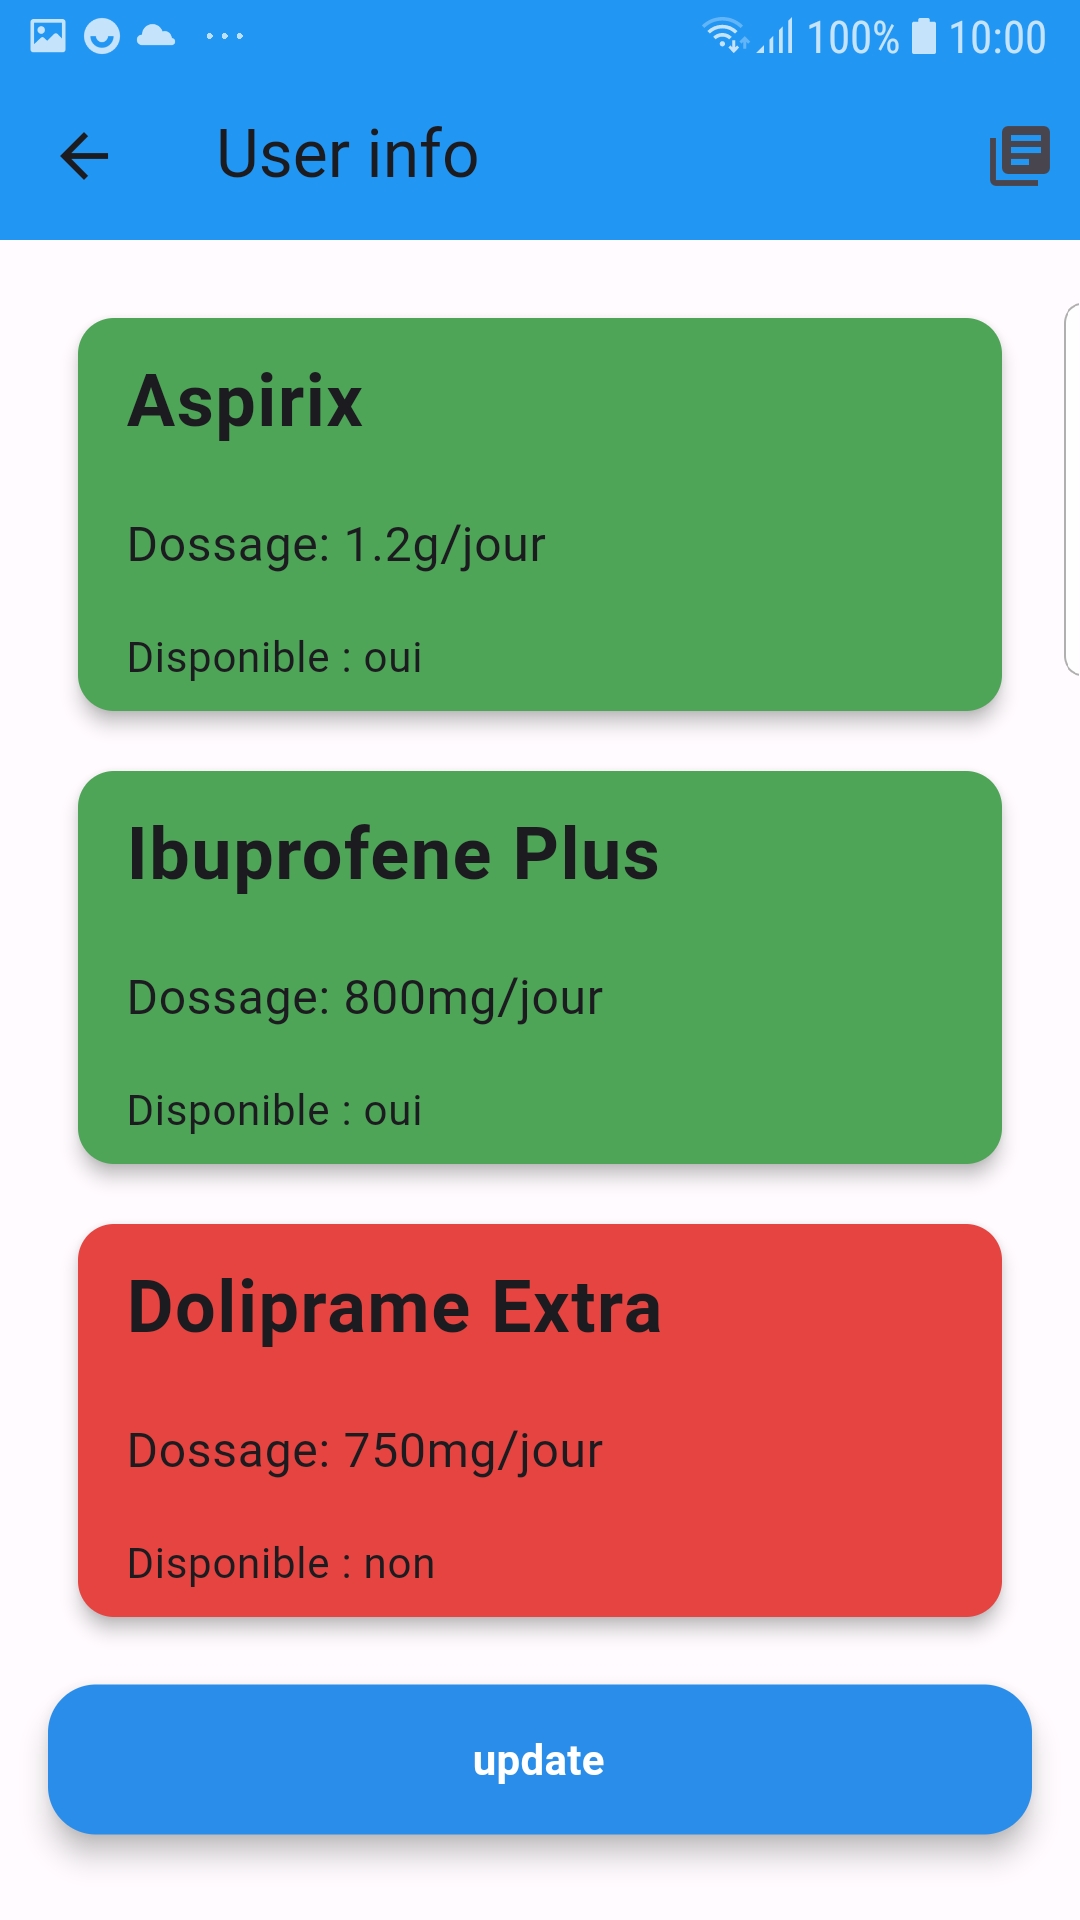 100% 10:00
User info
Aspirix
Dossage: 1.2g/jour
Disponible : oui
Ibuprofene Plus
Dossage: 800mg/jour
Disponible : oui
Doliprame Extra
Dossage: 750mg/jour
Disponible : non
update